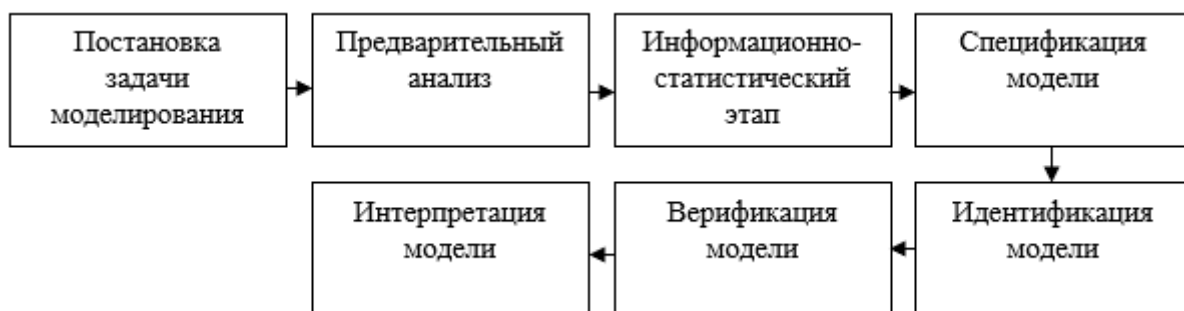 Постановка
задачи
моделирования
Предварительный
анализ
Информационно-
статистический
этап
Спецификация
модели
Идентификация
модели
Верификация
модели
Интерпретация
модели